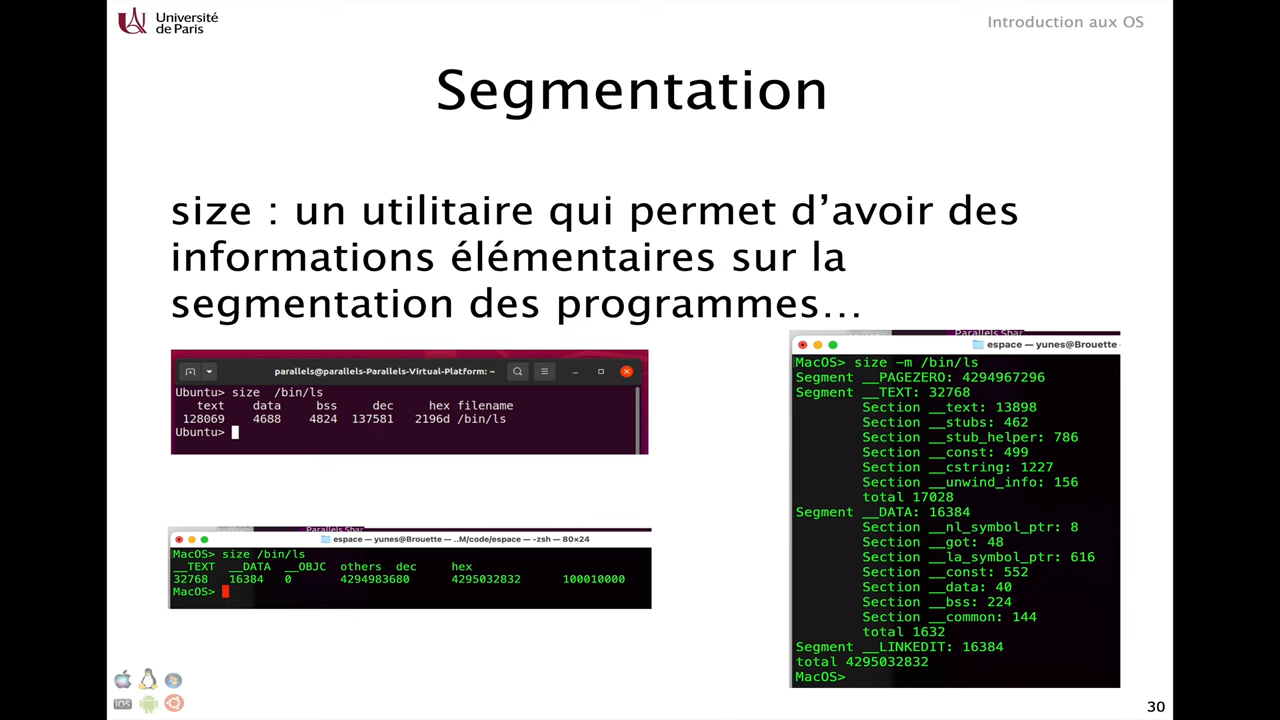 Université
de Paris
Introduction aux OS
Segmentation
size : un utilitaire qui permet d’avoir des
informations élémentaires sur la
segmentation des programmes…
parallels@parallels-Parallels-Virtual-Platform: ~
Ubuntu> size /bin/ls
text data bss dec hex filename
128069 4688 4824 137581 2196d /bin/ls
Ubuntu>
Parallels Shar
espace — yunes@Brouette — ..M/code/espace — -zsh — 80×24
MacOS> size /bin/ls
__TEXT __DATA __OBJC others dec hex
32768 16384 0 4294983680 4295032832 100010000
MacOS>
Parallels Shar
espace — yunes@Brouette
MacOS> size -m /bin/ls
Segment __PAGEZERO: 4294967296
Segment __TEXT: 32768
Section __text: 13898
Section __stubs: 462
Section __stub_helper: 786
Section __const: 499
Section __cstring: 1227
Section __unwind_info: 156
total 17028
Segment __DATA: 16384
Section __nl_symbol_ptr: 8
Section __got: 48
Section __la_symbol_ptr: 616
Section __const: 552
Section __data: 40
Section __bss: 224
Section __common: 144
total 1632
Segment __LINKEDIT: 16384
total 4295032832
MacOS>
iOS
30